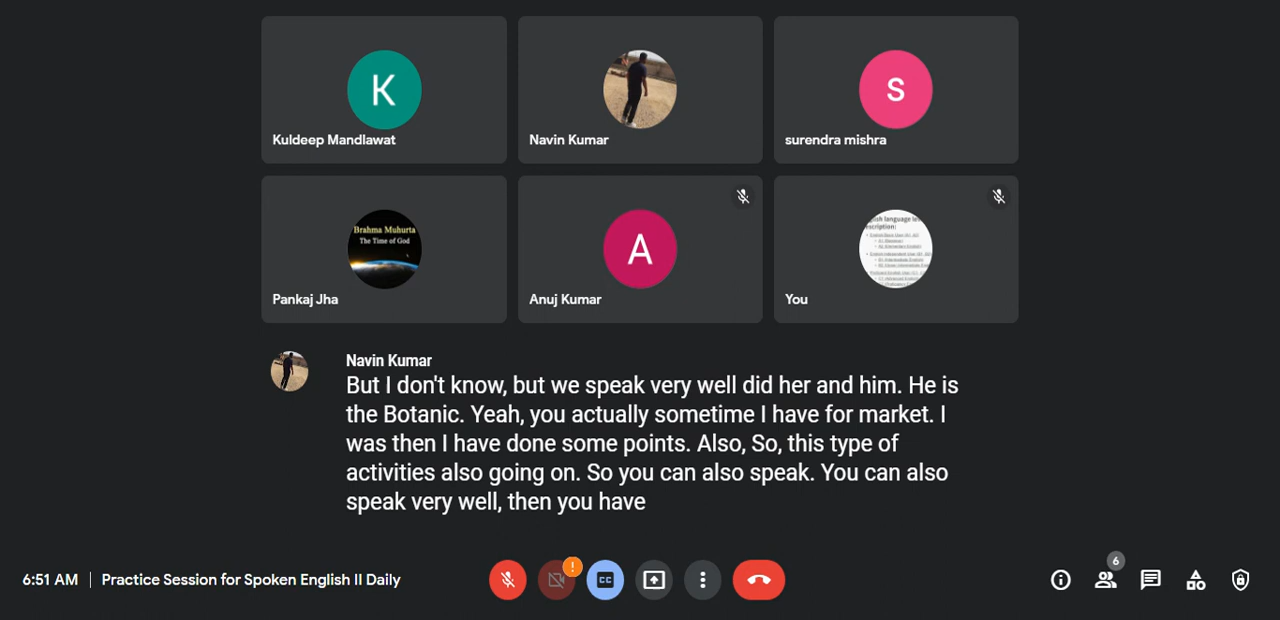 K
Kuldeep Mandlawat
Navin Kumar
S
surendra mishra
Brahma Muhurta
The Time of God
Pankaj Jha
A
Anuj Kumar
You
Navin Kumar
But I don't know, but we speak very well did her and him. He is
the Botanic. Yeah, you actually sometime I have for market. I
was then I have done some points. Also, So, this type of
activities also going on. So you can also speak. You can also
speak very well, then you have
6:51 AM | Practice Session for Spoken English II Daily
!
CC
6